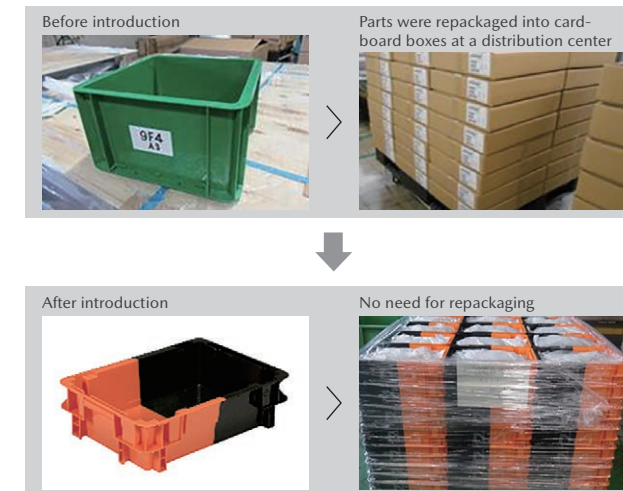 Before introduction
Parts were repackaged into card-
board boxes at a distribution center
9F4
A3
After introduction
No need for repackaging